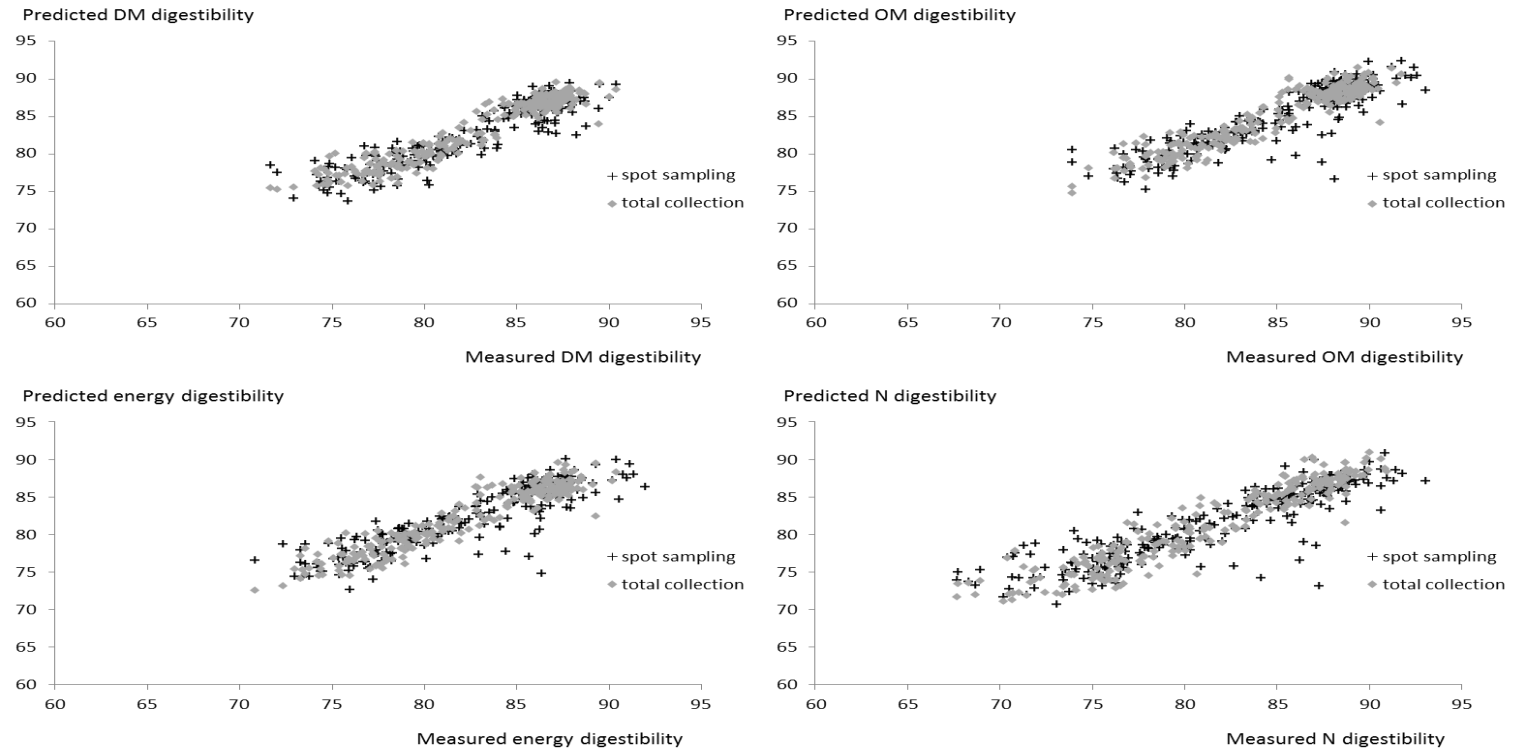 Predicted DM digestibility
95
90
85
80
75
70
65
60
60 65 70 75 80 85 90 95
+ spot sampling
total collection
Measured DM digestibility
Predicted OM digestibility
95
90
85
80
75
70
65
60
60 65 70 75 80 85 90 95
+ spot sampling
total collection
Measured OM digestibility
Predicted energy digestibility
95
90
85
80
75
70
65
60
60 65 70 75 80 85 90 95
+ spot sampling
total collection
Measured energy digestibility
Predicted N digestibility
95
90
85
80
75
70
65
60
60 65 70 75 80 85 90 95
+ spot sampling
total collection
Measured N digestibility